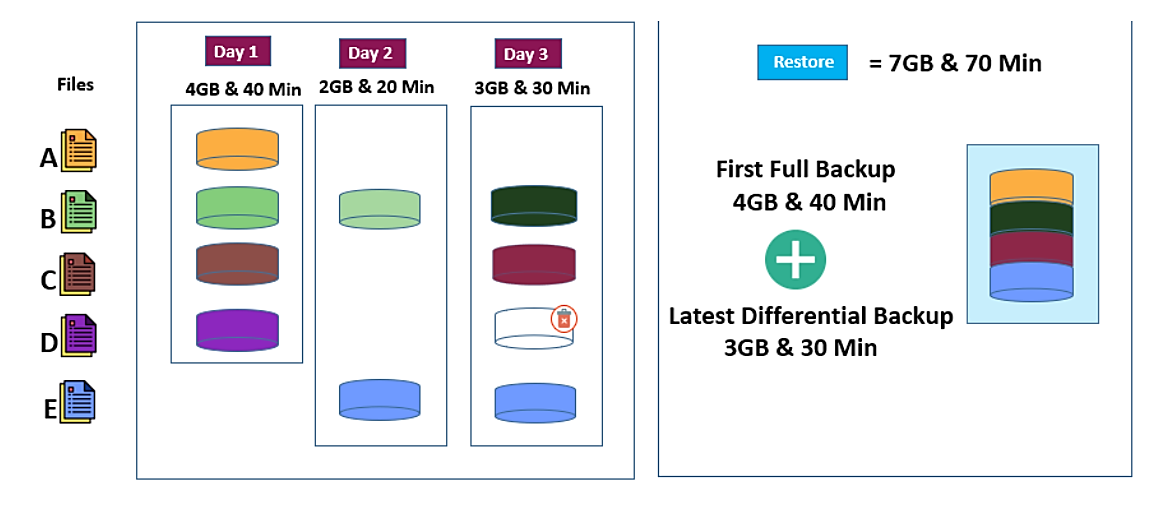 Day 1
Day 2
Day 3
Files
4GB & 40 Min
2GB & 20 Min
3GB & 30 Min
A
B
C
D
E
Restore = 7GB & 70 Min
First Full Backup
4GB & 40 Min
Latest Differential Backup
3GB & 30 Min